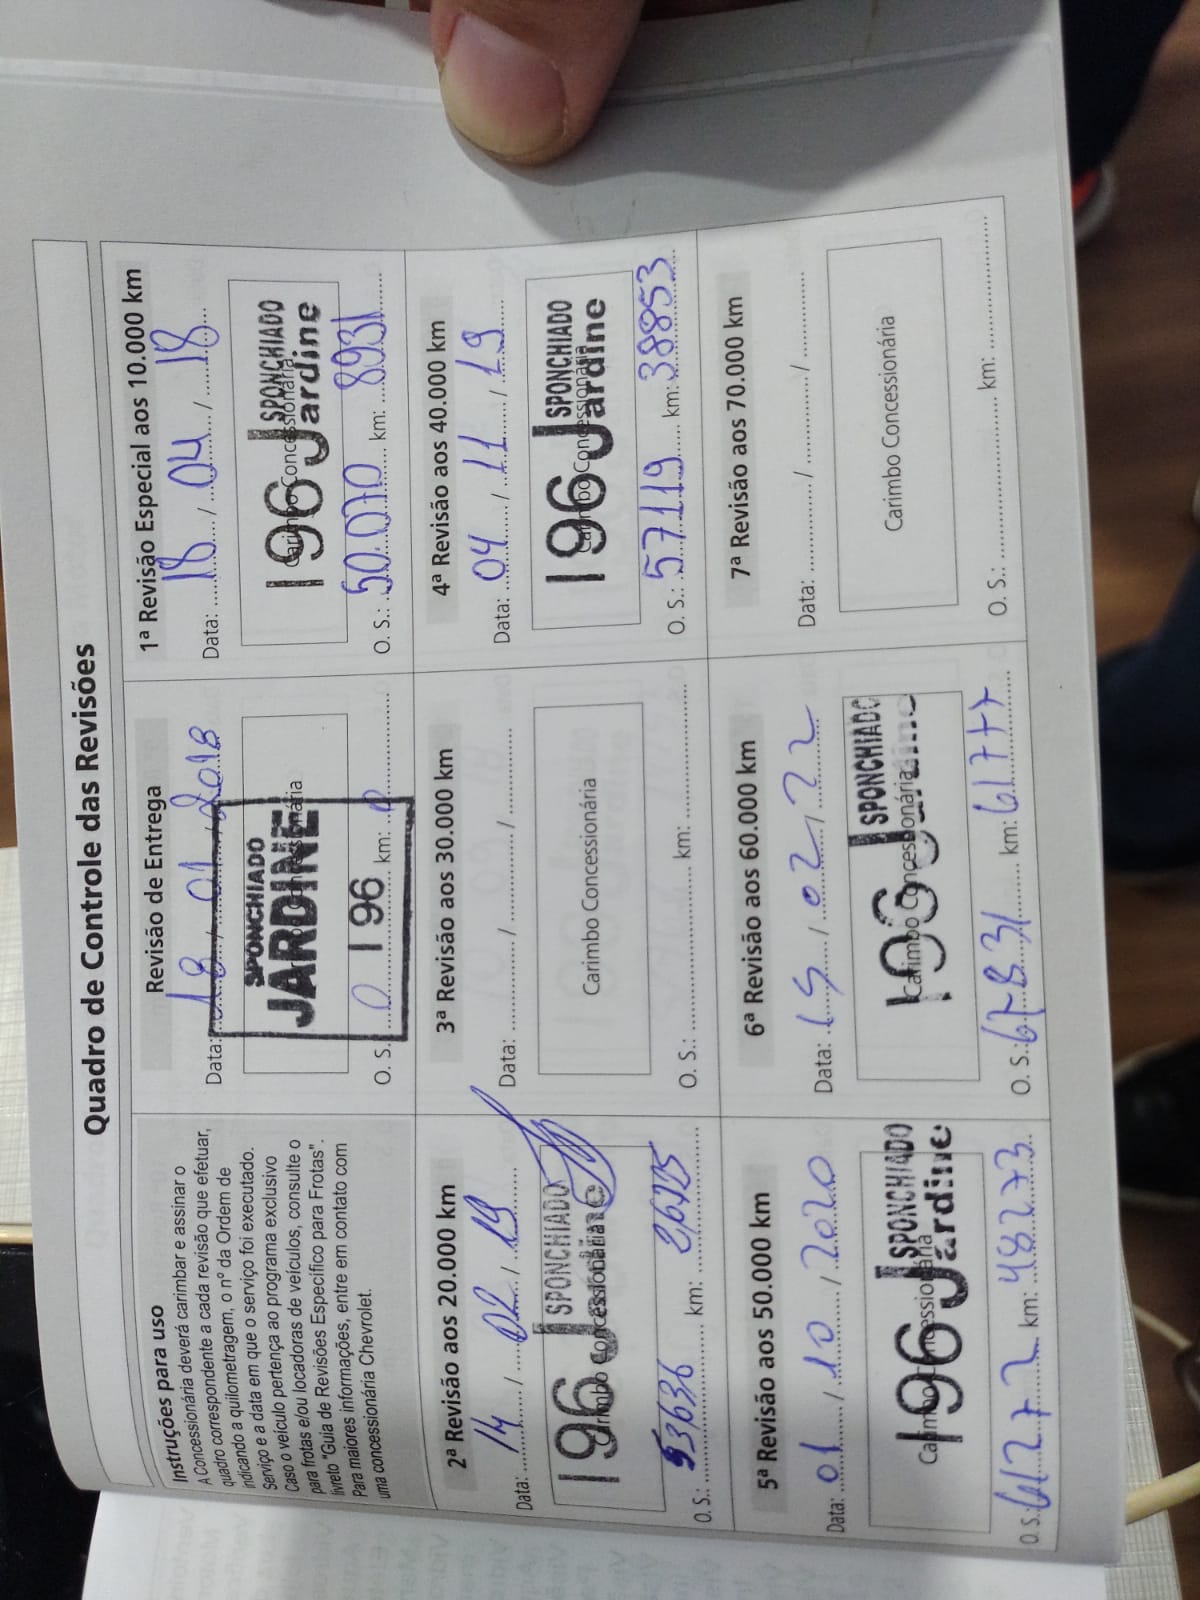 Quadro de Controle das Revisões
Instruções para uso
A Concessionária deverá carimbar e assinar o
quadro correspondente a cada revisão que efetuar,
indicando a quilometragem, o nº da Ordem de
Serviço e a data em que o serviço foi executado.
Caso o veículo pertença ao programa exclusivo
para frotas e/ou locadoras de veículos, consulte o
livreto "Guia de Revisões Específico para Frotas".
Para maiores informações, entre em contato com
uma concessionária Chevrolet.
Revisão de Entrega
Data: 18 / 01 / 2018
SPONCHIADO
JARDINE
0 196
O. S.: 0 km: 0
1ª Revisão Especial aos 10.000 km
Data: 18 / 04 / 18
196 Jardine SPONCHIADO
Carimbo Concessionária
O. S.: 50.070 km: 8931
2ª Revisão aos 20.000 km
Data: 14 / 02 / 19
196 Jardine SPONCHIADO
Carimbo Concessionária
O. S.: 53636 km:
3ª Revisão aos 30.000 km
Data: / /
Carimbo Concessionária
O. S.: km:
4ª Revisão aos 40.000 km
Data: 04 / 11 / 19
196 Jardine SPONCHIADO
Carimbo Concessionária
O. S.: 57119 km: 38853
5ª Revisão aos 50.000 km
Data: 01 / 10 / 2020
196 Jardine SPONCHIADO
Carimbo Concessionária
O. S.: 61272 km: 48273
6ª Revisão aos 60.000 km
Data: 15 / 02 / 22
196 Jardine SPONCHIADO
Carimbo Concessionária
O. S.: 67831 km: 61777
7ª Revisão aos 70.000 km
Data: / /
Carimbo Concessionária
O. S.: km: